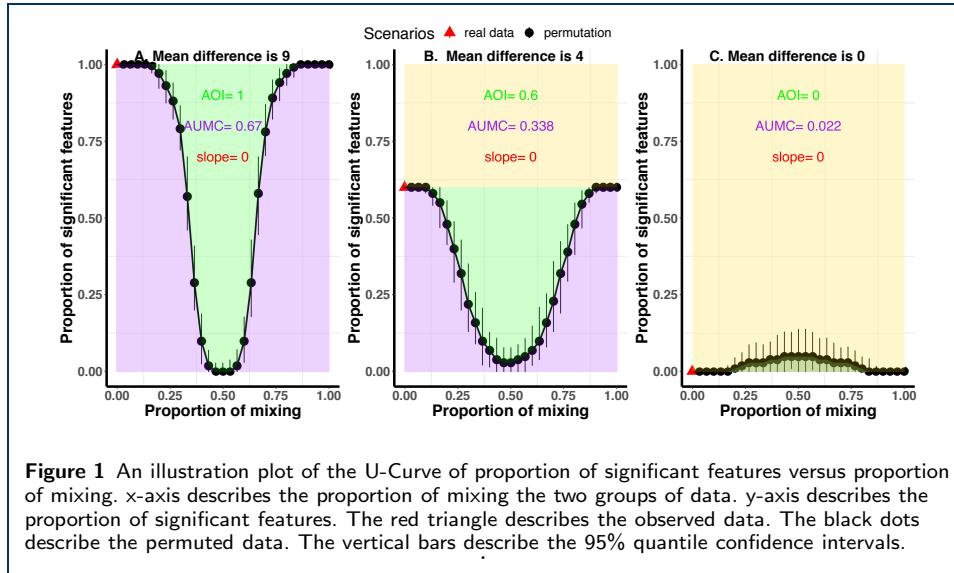 Scenarios real data permutation
A. Mean difference is 9
B. Mean difference is 4
C. Mean difference is 0
Proportion of significant features
1.00
0.75
0.50
0.25
0.00
AOI= 1
AUMC= 0.67
slope= 0
0.00 0.25 0.50 0.75 1.00
Proportion of mixing
Proportion of significant features
1.00
0.75
0.50
0.25
0.00
AOI= 0.6
AUMC= 0.338
slope= 0
0.00 0.25 0.50 0.75 1.00
Proportion of mixing
Proportion of significant features
1.00
0.75
0.50
0.25
0.00
AOI= 0
AUMC= 0.022
slope= 0
0.00 0.25 0.50 0.75 1.00
Proportion of mixing
Figure 1 An illustration plot of the U-Curve of proportion of significant features versus proportion
of mixing. x-axis describes the proportion of mixing the two groups of data. y-axis describes the
proportion of significant features. The red triangle describes the observed data. The black dots
describe the permuted data. The vertical bars describe the 95% quantile confidence intervals.